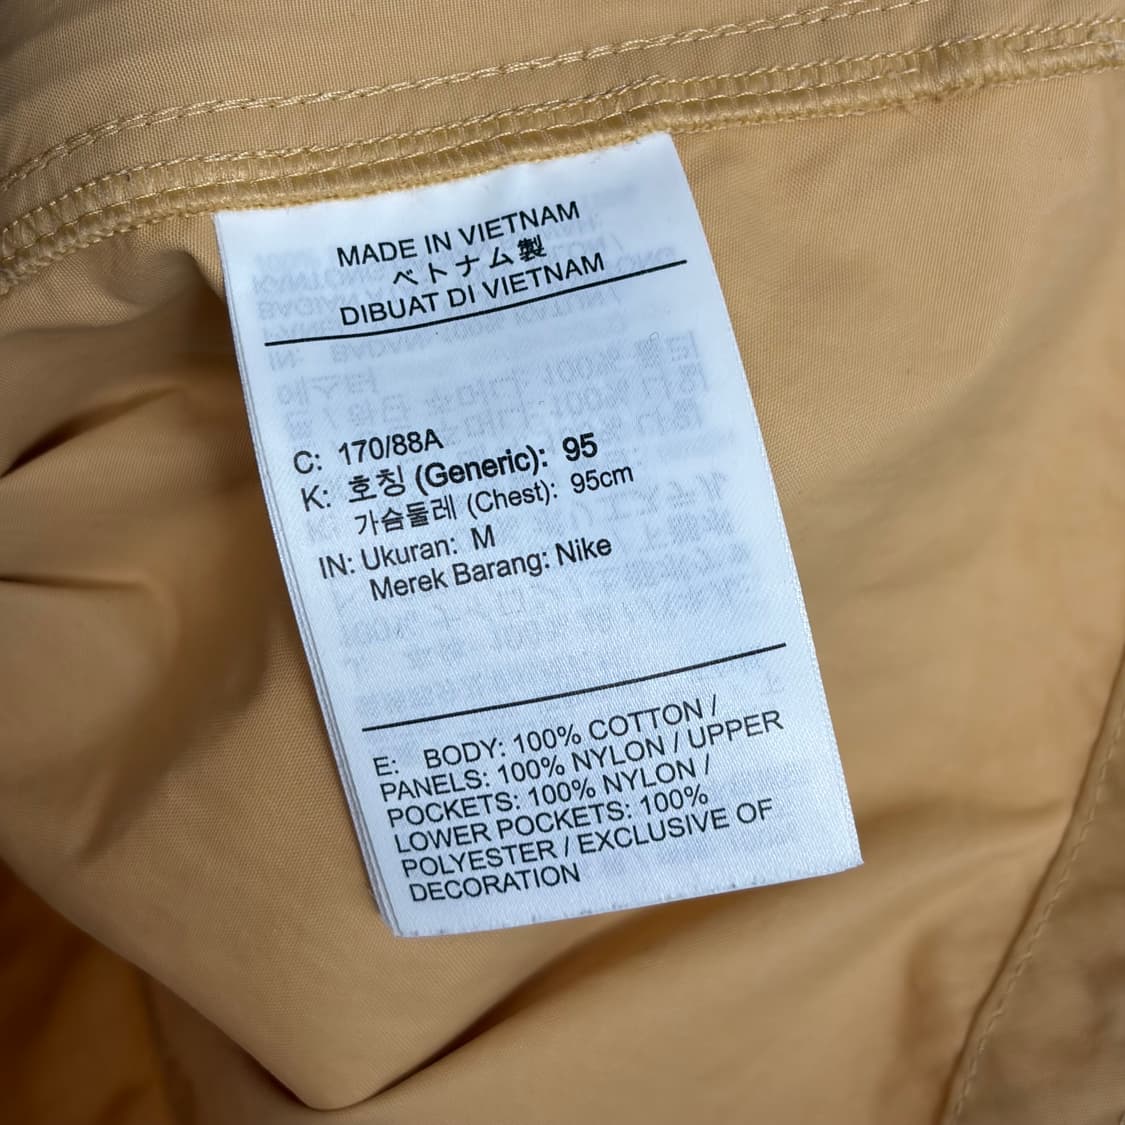 MADE IN VIETNAM
ベトナム製
DIBUAT DI VIETNAM
C: 170/88A
K: 호칭 (Generic): 95
가슴둘레 (Chest): 95cm
IN: Ukuran: M
Merek Barang: Nike
E: BODY: 100% COTTON /
PANELS: 100% NYLON / UPPER
POCKETS: 100% NYLON /
LOWER POCKETS: 100%
POLYESTER / EXCLUSIVE OF
DECORATION